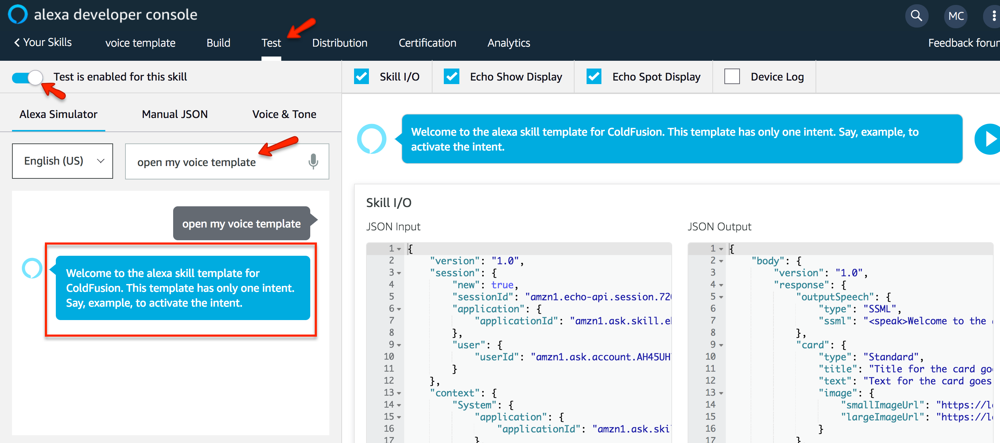 alexa developer console
MC
Your Skills
voice template
Build
Test
Distribution
Certification
Analytics
Feedback forum
Test is enabled for this skill
Skill I/O
Echo Show Display
Echo Spot Display
Device Log
Alexa Simulator
Manual JSON
Voice & Tone
English (US)
open my voice template
open my voice template
Welcome to the alexa skill template for
ColdFusion. This template has only one intent.
Say, example, to activate the intent.
Welcome to the alexa skill template for ColdFusion. This template has only one intent. Say, example, to
activate the intent.
Skill I/O
JSON Input
1 {
2 "version": "1.0",
3 "session": {
4 "new": true,
5 "sessionId": "amzn1.echo-api.session.720
6 "application": {
7 "applicationId": "amzn1.ask.skill.e
8 },
9 "user": {
10 "userId": "amzn1.ask.account.AH45UH
11 }
12 },
13 "context": {
14 "System": {
15 "application": {
16 "applicationId": "amzn1.ask.ski
17 }
JSON Output
1 {
2 "body": {
3 "version": "1.0",
4 "response": {
5 "outputSpeech": {
6 "type": "SSML",
7 "ssml": "<speak>Welcome to the
8 },
9 "card": {
10 "type": "Standard",
11 "title": "Title for the card go
12 "text": "Text for the card goes
13 "image": {
14 "smallImageUrl": "https://l
15 "largeImageUrl": "https://l
16 }
17 }